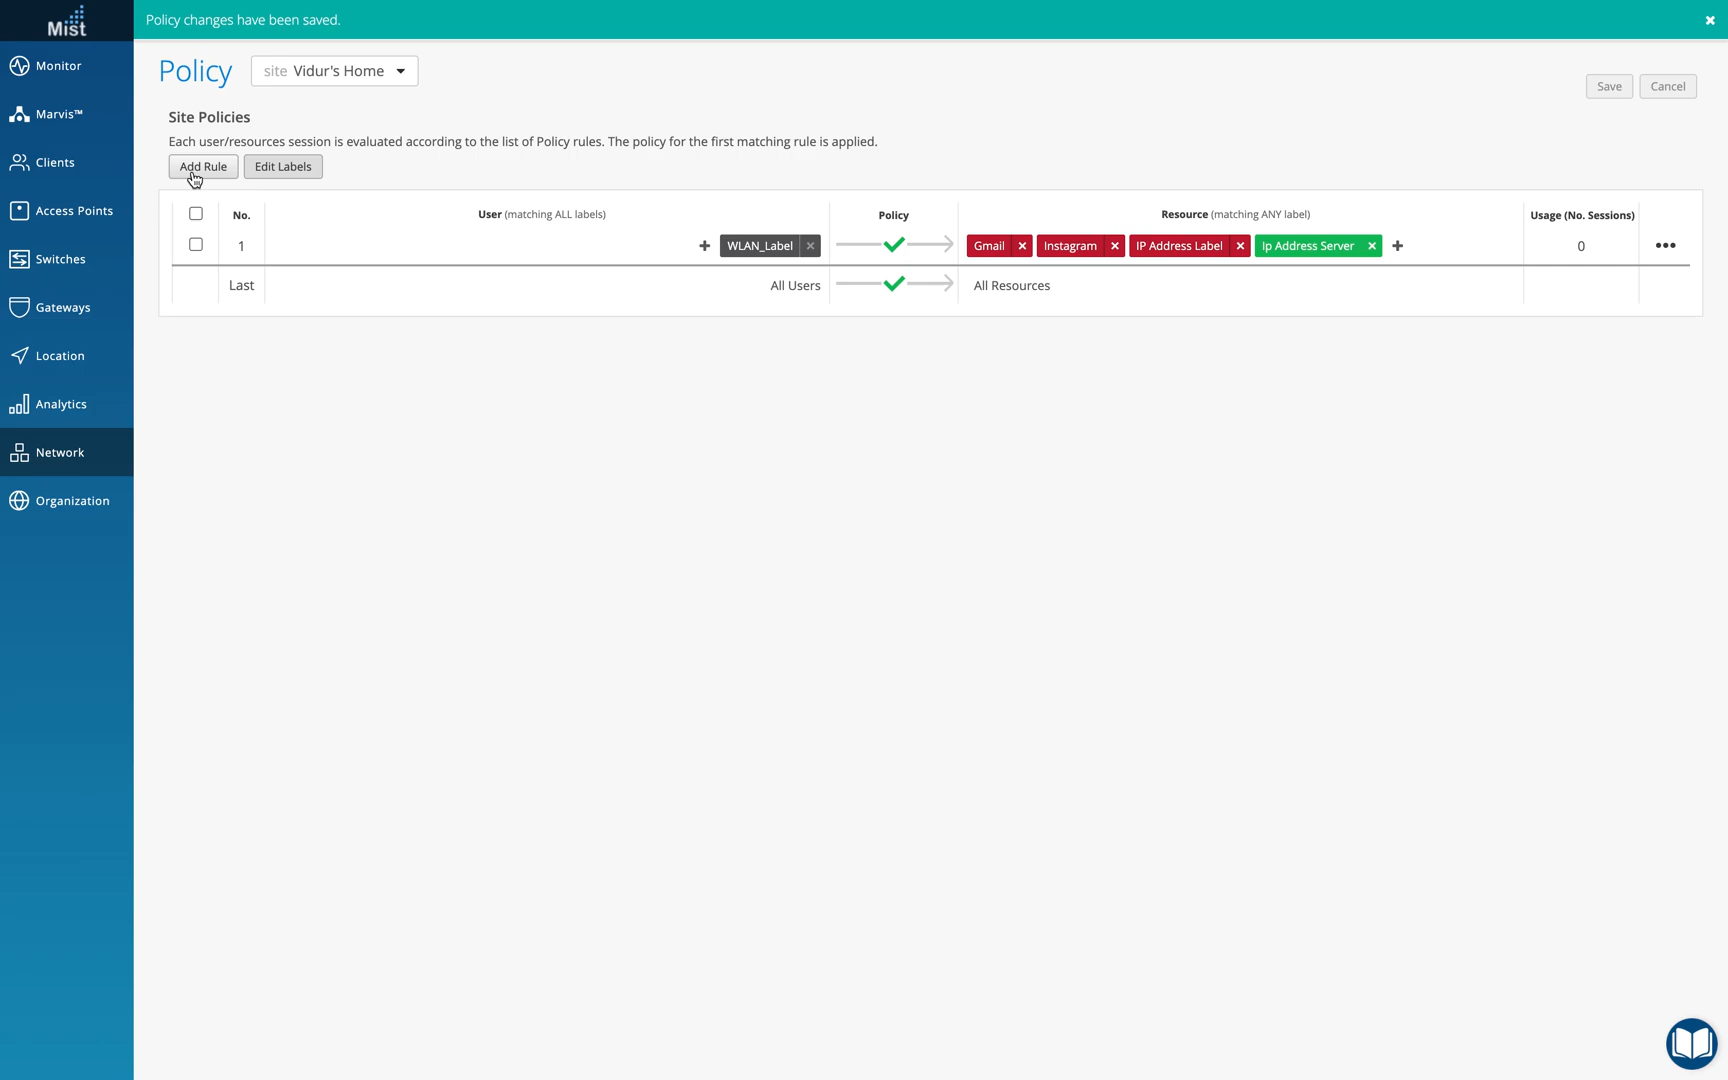 Mist
Policy changes have been saved.
Monitor
Marvis™
Clients
Access Points
Switches
Gateways
Location
Analytics
Network
Organization
Policy
site Vidur's Home
Save
Cancel
Site Policies
Each user/resources session is evaluated according to the list of Policy rules. The policy for the first matching rule is applied.
Add Rule
Edit Labels
No. User (matching ALL labels) Policy Resource (matching ANY label) Usage (No. Sessions)
1 + WLAN_Label × Gmail × Instagram × IP Address Label × Ip Address Server × + 0 •••
Last All Users All Resources